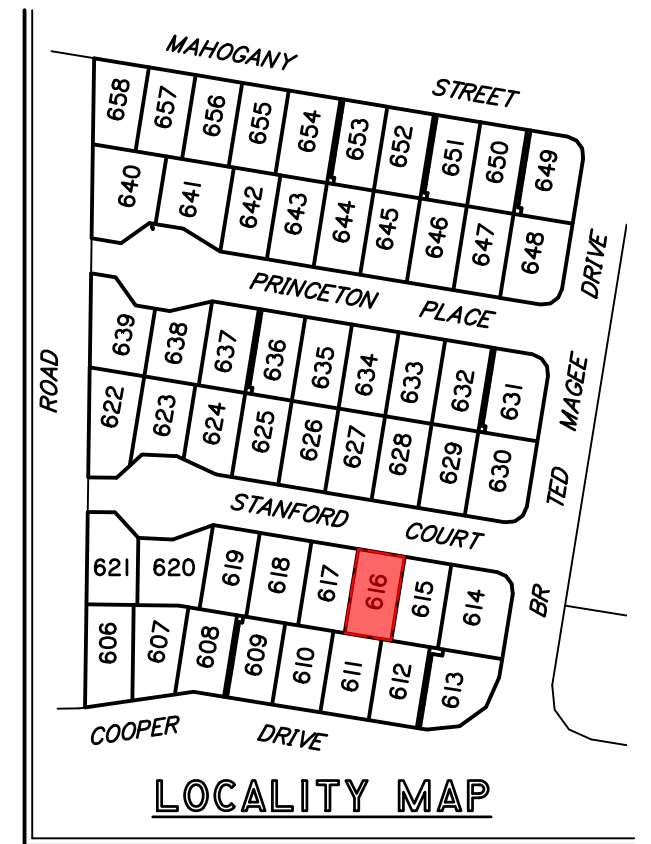 MAHOGANY STREET
658 657 656 655 654 653 652 651 650 649
640 641 642 643 644 645 646 647 648
DRIVE
PRINCETON PLACE
639 638 637 636 635 634 633 632 631
ROAD
MAGEE
622 623 624 625 626 627 628 629 630
TED
STANFORD COURT
621 620 619 618 617 616 615 614
BR
606 607 608 609 610 611 612 613
COOPER DRIVE
LOCALITY MAP